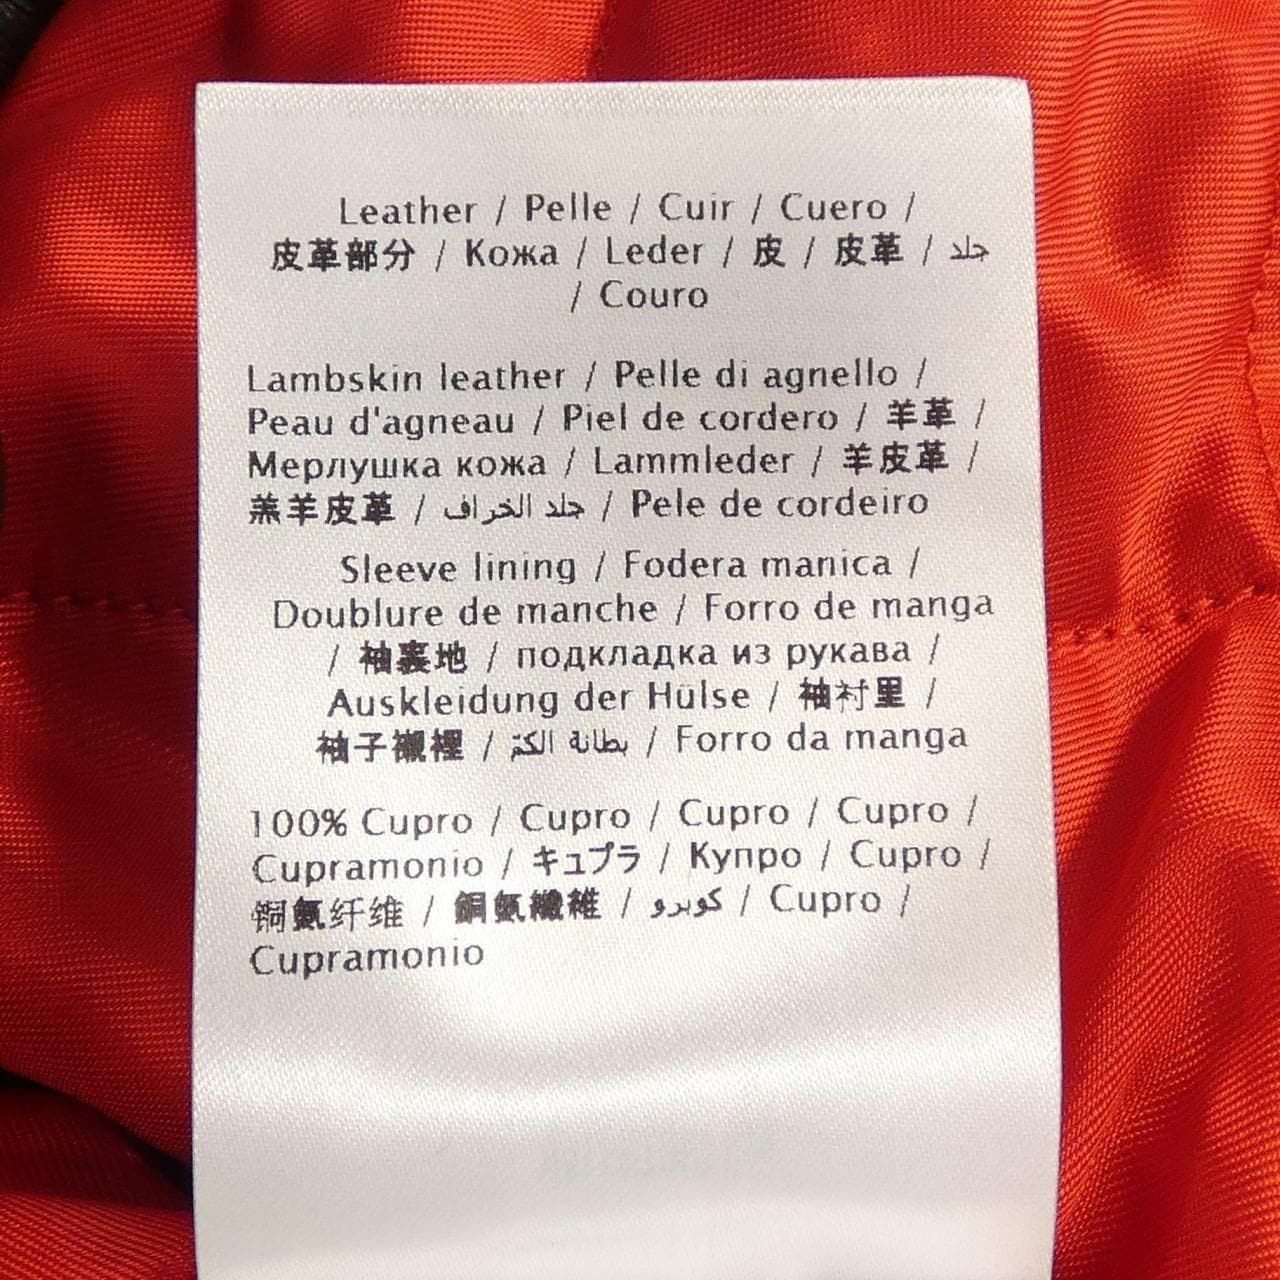 Leather / Pelle / Cuir / Cuero /
皮革部分 / Кожа / Leder / 皮 / 皮革 / جلد
/ Couro
Lambskin leather / Pelle di agnello /
Peau d'agneau / Piel de cordero / 羊革 /
Мерлушка кожа / Lammleder / 羊皮革 /
羔羊皮革 / جلد الخراف / Pele de cordeiro
Sleeve lining / Fodera manica /
Doublure de manche / Forro de manga
/ 袖裏地 / подкладка из рукава /
Auskleidung der Hülse / 袖衬里 /
袖子襯裡 / بطانة الكمّ / Forro da manga
100% Cupro / Cupro / Cupro / Cupro /
Cupramonio / キュプラ / Купро / Cupro /
铜氨纤维 / 銅氨纖維 / كوبرو / Cupro /
Cupramonio